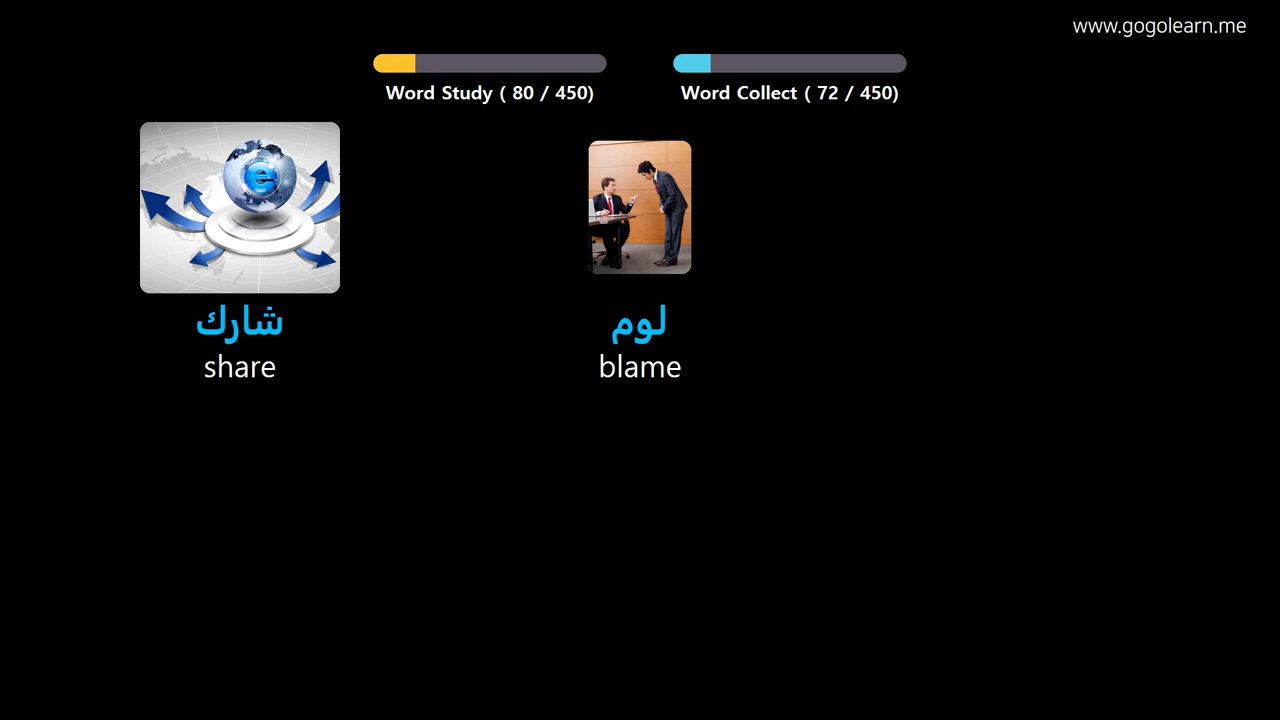 www.gogolearn.me
Word Study ( 80 / 450)
Word Collect ( 72 / 450)
e
شارك
share
لوم
blame